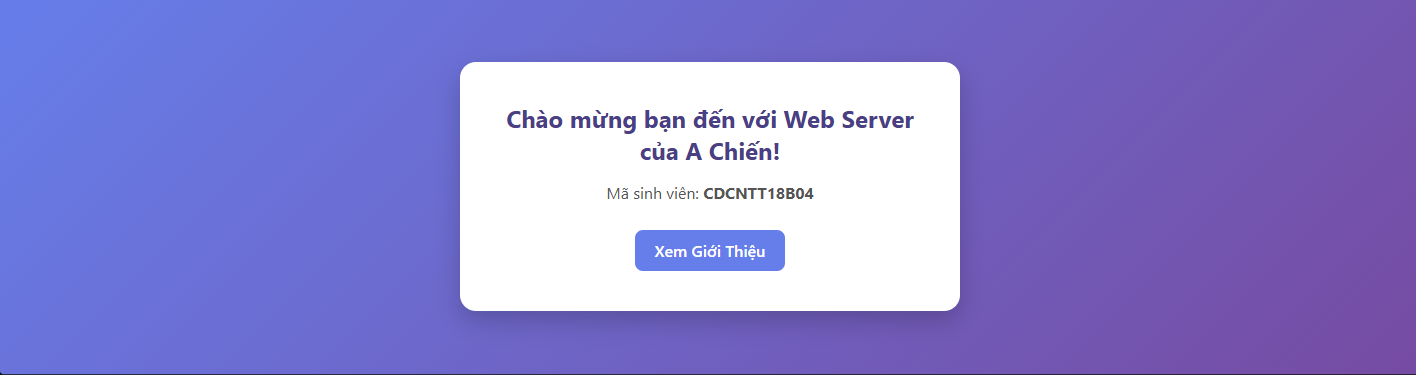 Chào mừng bạn đến với Web Server
của A Chiến!
Mã sinh viên: CDCNTT18B04
Xem Giới Thiệu